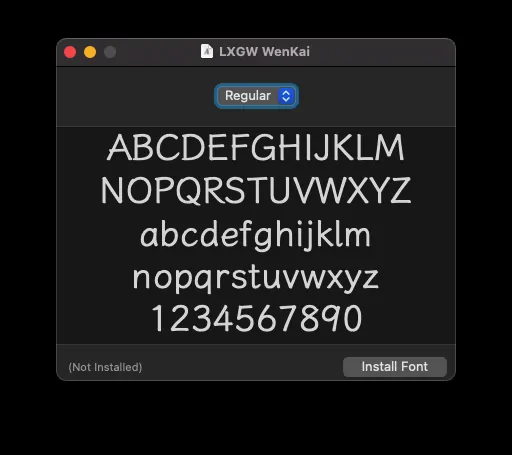 LXGW WenKai
Regular
ABCDEFGHIJKLM
NOPQRSTUVWXYZ
abcdefghijklm
nopqrstuvwxyz
1234567890
(Not Installed)
Install Font